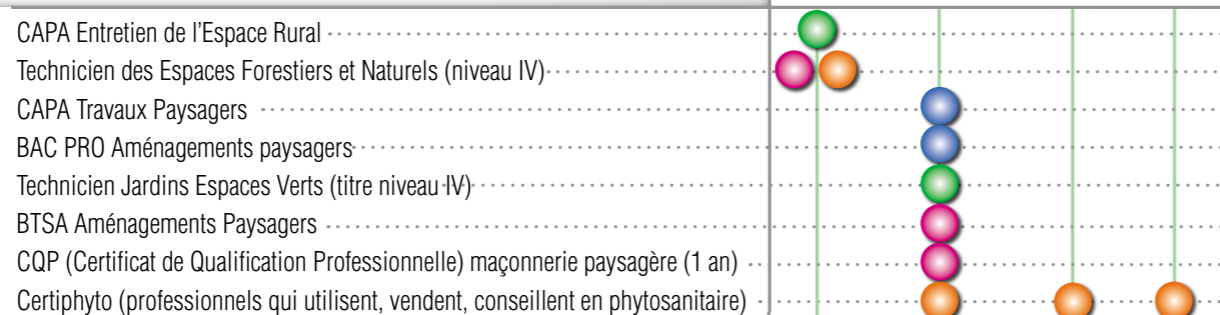 CAPA Entretien de l'Espace Rural
Technicien des Espaces Forestiers et Naturels (niveau IV)
CAPA Travaux Paysagers
BAC PRO Aménagements paysagers
Technicien Jardins Espaces Verts (titre niveau IV)
BTSA Aménagements Paysagers
CQP (Certificat de Qualification Professionnelle) maçonnerie paysagère (1 an)
Certiphyto (professionnels qui utilisent, vendent, conseillent en phytosanitaire)